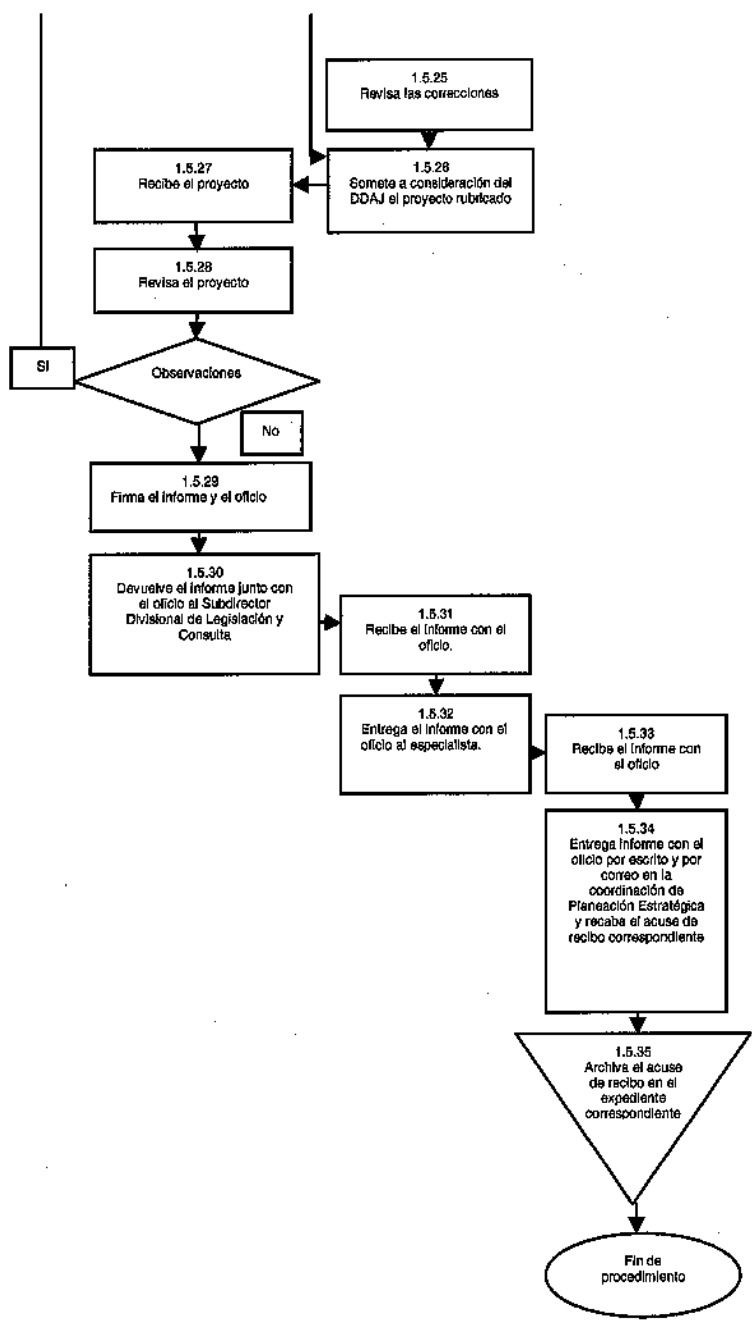 1.5.25
Revisa las correcciones
1.5.26
Somete a consideración del
DDAJ el proyecto rubricado
1.5.27
Recibe el proyecto
1.5.28
Revisa el proyecto
Observaciones
SI
No
1.5.29
Firma el informe y el oficio
1.5.30
Devuelve el informe junto con
el oficio al Subdirector
Divisional de Legislación y
Consulta
1.5.31
Recibe el Informe con el
oficio.
1.5.32
Entrega el informe con el
oficio al especialista.
1.5.33
Recibe el Informe con
el oficio
1.5.34
Entrega informe con el
oficio por escrito y por
correo en la
coordinación de
Planeación Estratégica
y recaba el acuse de
recibo correspondiente
1.5.35
Archiva el acuse
de recibo en el
expediente
correspondiente
Fin de
procedimiento